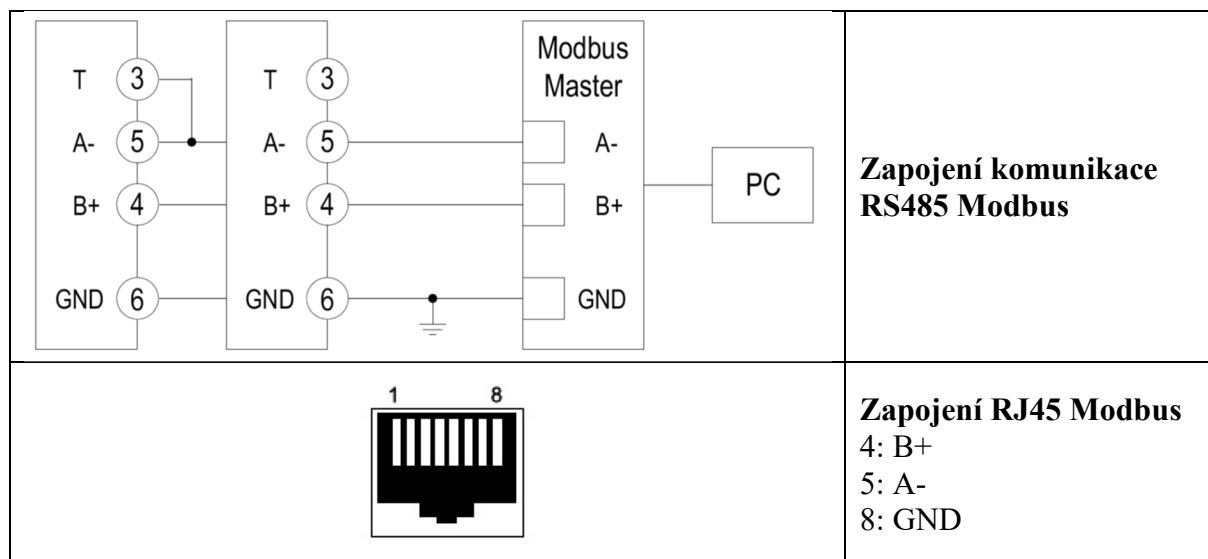 T 3 T 3 Modbus
Master
A- 5 A- 5 A-
B+ 4 B+ 4 B+ PC
GND 6 GND 6 GND
Zapojení komunikace
RS485 Modbus
1 8
Zapojení RJ45 Modbus
4: B+
5: A-
8: GND